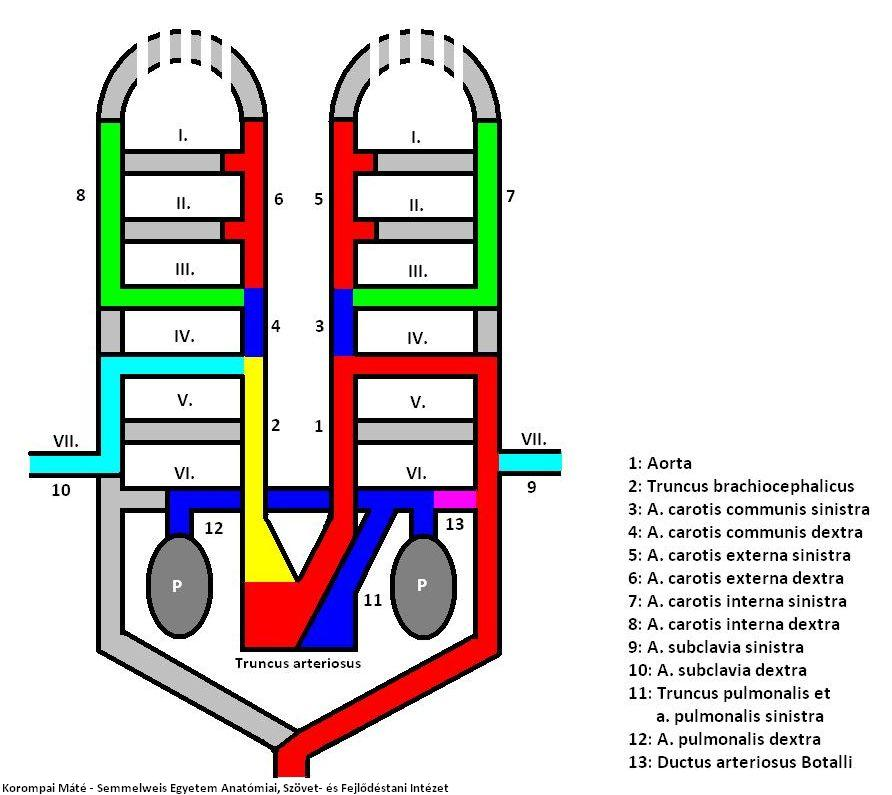 I. I.
8 6 5 7
II. II.
III. III.
4 3
IV. IV.
V. V.
2 1
VII. VII.
VI. VI.
10 9
12 13
P P
11
Truncus arteriosus
1: Aorta
2: Truncus brachiocephalicus
3: A. carotis communis sinistra
4: A. carotis communis dextra
5: A. carotis externa sinistra
6: A. carotis externa dextra
7: A. carotis interna sinistra
8: A. carotis interna dextra
9: A. subclavia sinistra
10: A. subclavia dextra
11: Truncus pulmonalis et
a. pulmonalis sinistra
12: A. pulmonalis dextra
13: Ductus arteriosus Botalli
Korompai Máté - Semmelweis Egyetem Anatómiai, Szövet- és Fejlődéstani Intézet